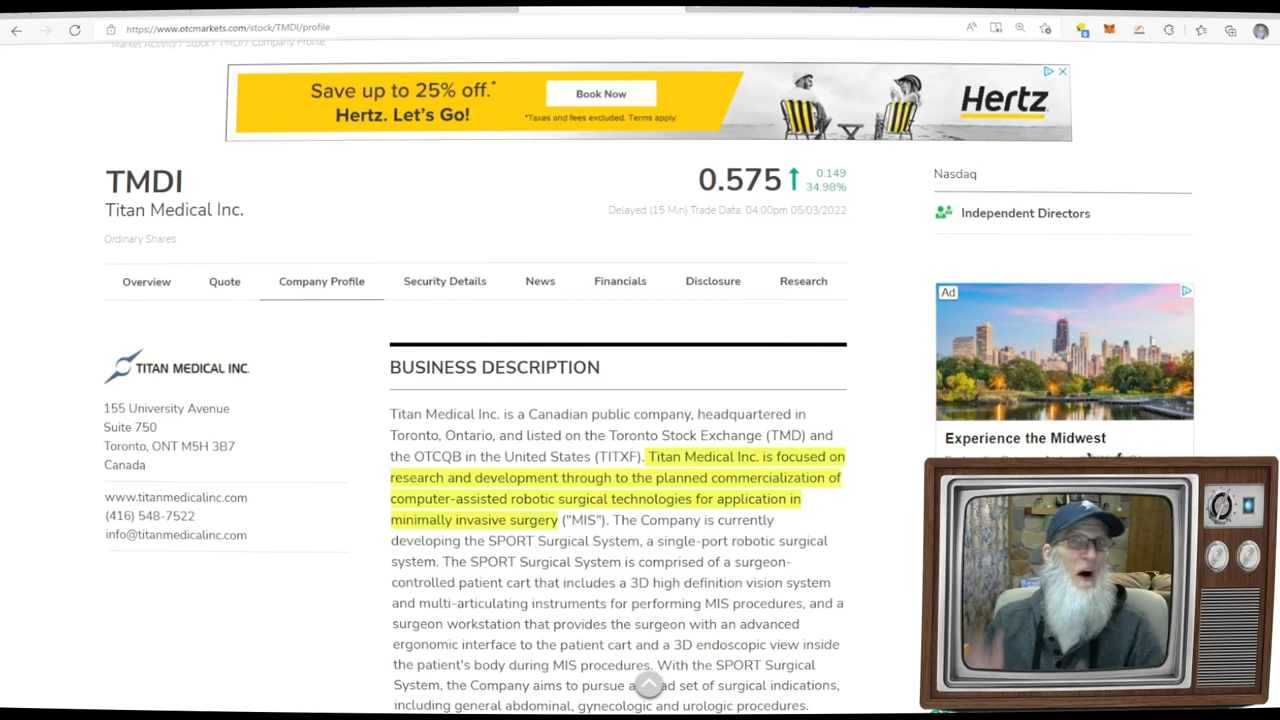 https://www.otcmarkets.com/stock/TMDI/profile
Market Activity / Stock / TMDI / Company Profile
Save up to 25% off.*
Hertz. Let's Go!
Book Now
*Taxes and fees excluded. Terms apply.
Hertz.
TMDI
Titan Medical Inc.
Ordinary Shares
0.575
0.149
34.98%
Delayed (15 Min) Trade Data: 04:00pm 05/03/2022
Nasdaq
Independent Directors
Overview
Quote
Company Profile
Security Details
News
Financials
Disclosure
Research
Ad
Experience the Midwest
TITAN MEDICAL INC.
155 University Avenue
Suite 750
Toronto, ONT M5H 3B7
Canada
www.titanmedicalinc.com
(416) 548-7522
info@titanmedicalinc.com
BUSINESS DESCRIPTION
Titan Medical Inc. is a Canadian public company, headquartered in
Toronto, Ontario, and listed on the Toronto Stock Exchange (TMD) and
the OTCQB in the United States (TITXF). Titan Medical Inc. is focused on
research and development through to the planned commercialization of
computer-assisted robotic surgical technologies for application in
minimally invasive surgery ("MIS"). The Company is currently
developing the SPORT Surgical System, a single-port robotic surgical
system. The SPORT Surgical System is comprised of a surgeon-
controlled patient cart that includes a 3D high definition vision system
and multi-articulating instruments for performing MIS procedures, and a
surgeon workstation that provides the surgeon with an advanced
ergonomic interface to the patient cart and a 3D endoscopic view inside
the patient's body during MIS procedures. With the SPORT Surgical
System, the Company aims to pursue a ad set of surgical indications,
including general abdominal, gynecologic and urologic procedures.